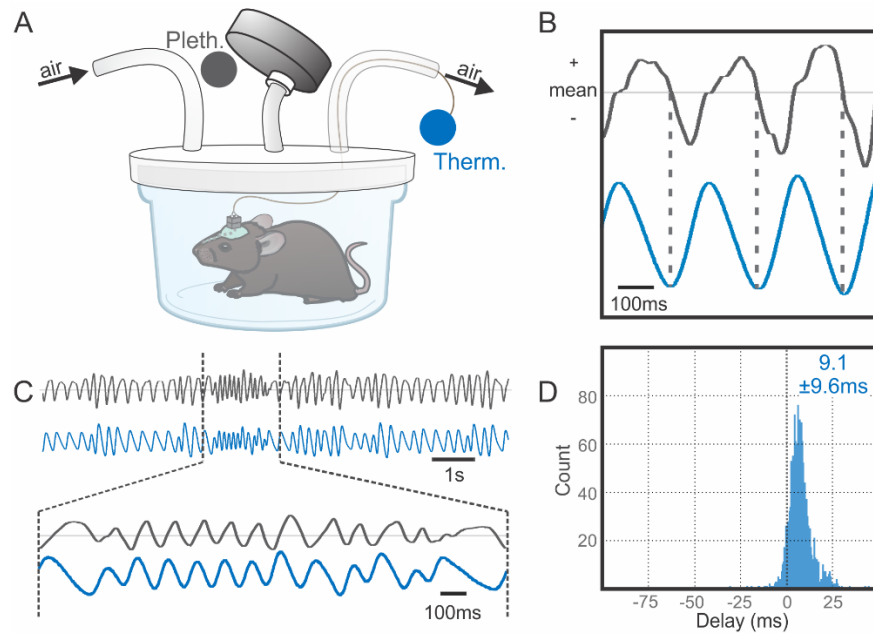 A
air
Pleth.
air
Therm.
B
+
mean
-
100ms
C
1s
100ms
D
9.1
±9.6ms
Count
80
60
40
20
-75 -50 -25 0 25
Delay (ms)